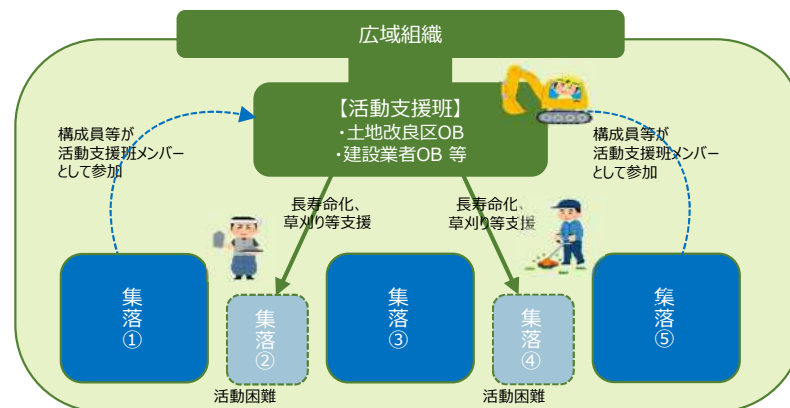 広域組織
【活動支援班】
・土地改良区OB
・建設業者OB 等
構成員等が
活動支援班メンバー
として参加
構成員等が
活動支援班メンバー
として参加
長寿命化、
草刈り等支援
長寿命化、
草刈り等支援
集落①
集落②
集落③
集落④
集落⑤
活動困難
活動困難